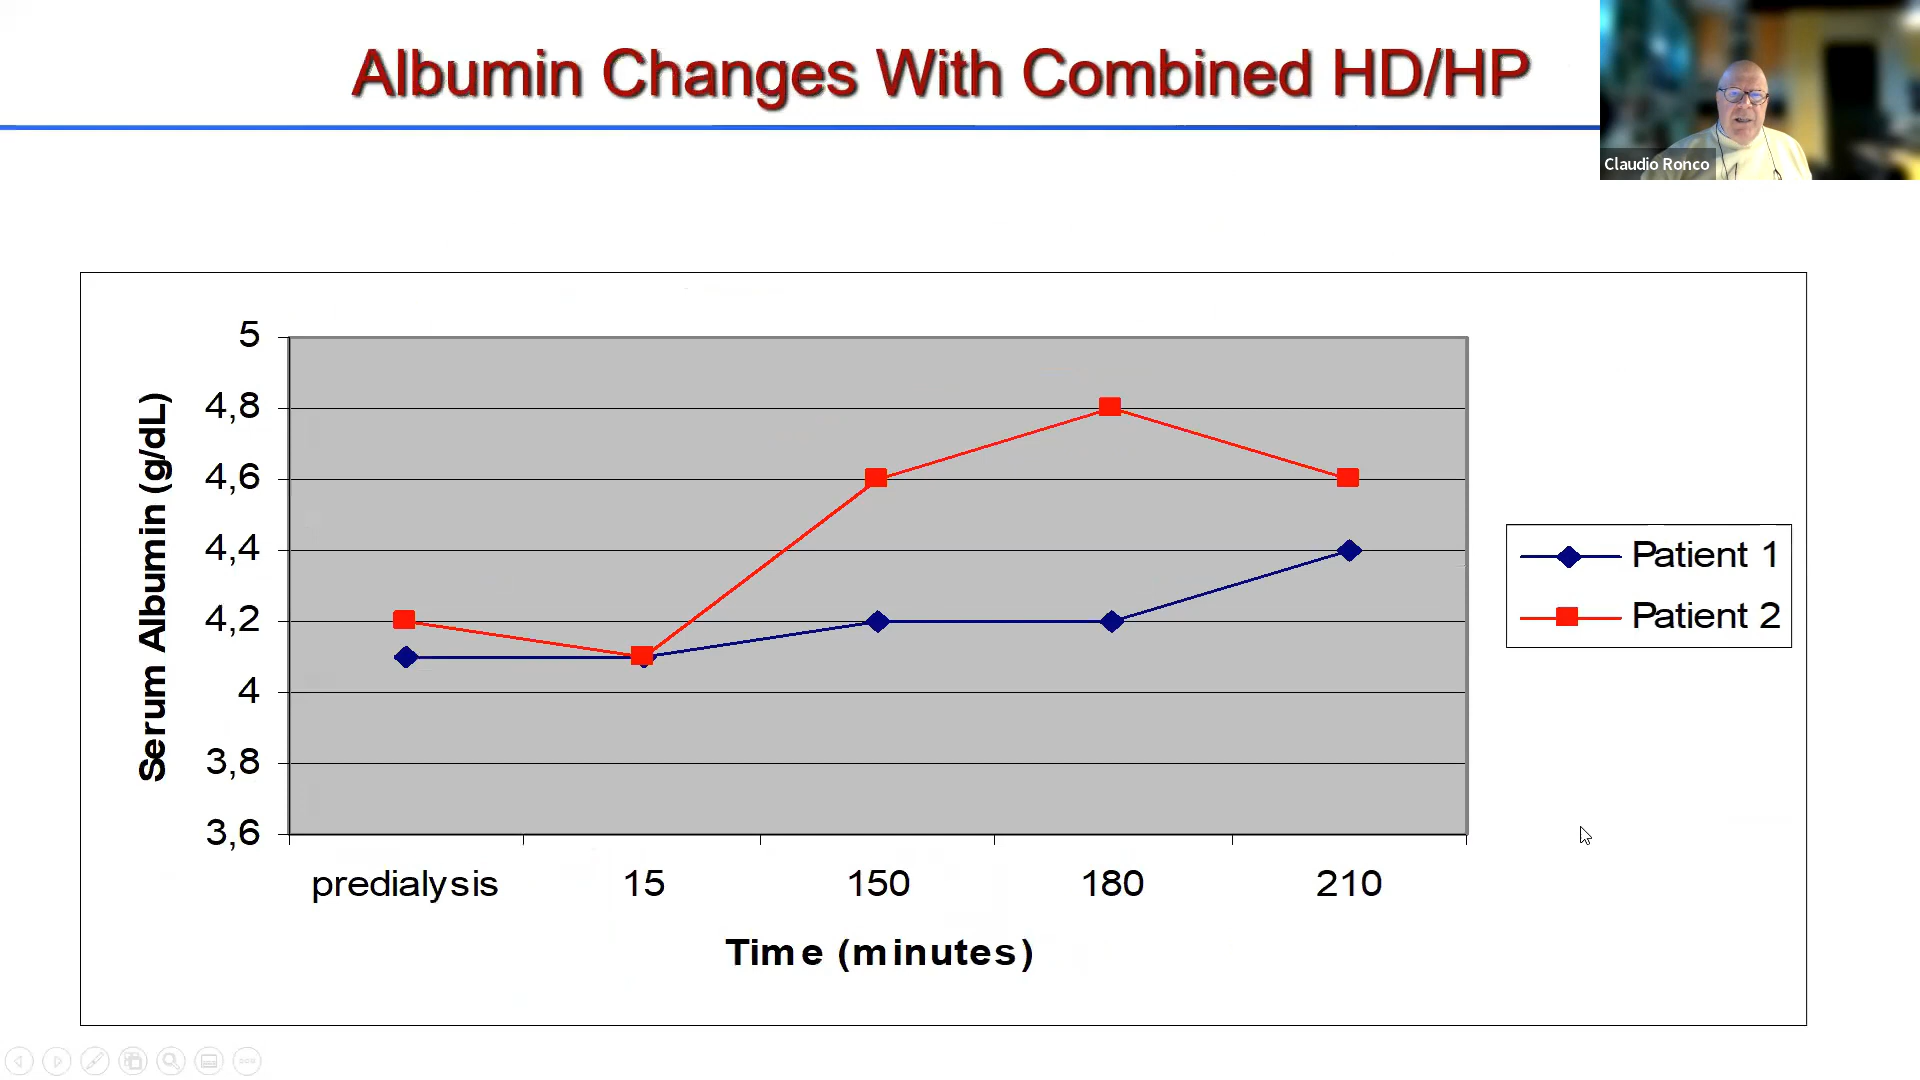 Albumin Changes With Combined HD/HP
Claudio Ronco
Serum Albumin (g/dL)
5
4,8
4,6
4,4
4,2
4
3,8
3,6
predialysis 15 150 180 210
Time (minutes)
Patient 1
Patient 2